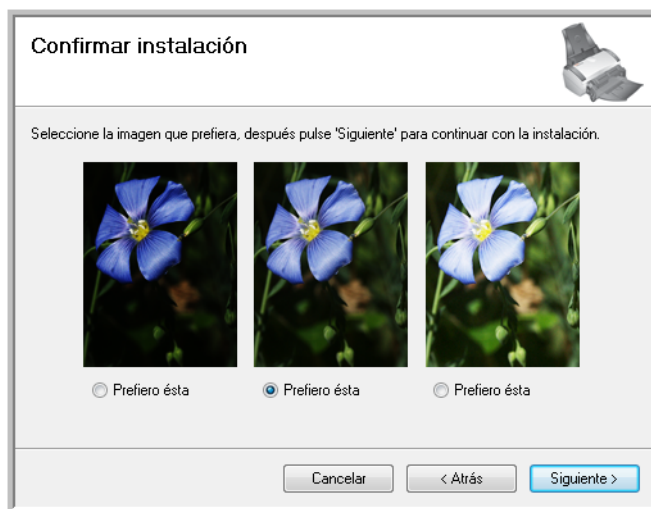 Confirmar instalación
Seleccione la imagen que prefiera, después pulse 'Siguiente' para continuar con la instalación.
Prefiero ésta Prefiero ésta Prefiero ésta
Cancelar < Atrás Siguiente >